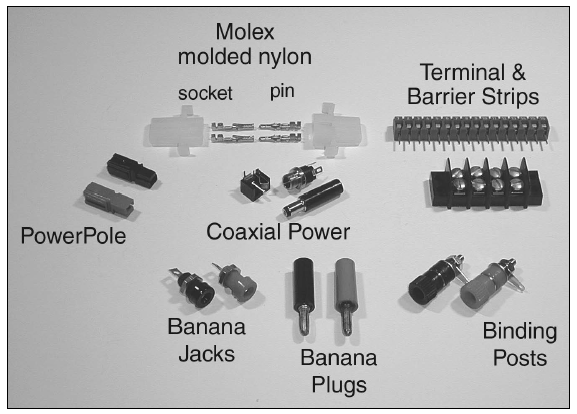 Molex
molded nylon
socket
pin
Terminal &
Barrier Strips
PowerPole
Coaxial Power
Banana
Jacks
Banana
Plugs
Binding
Posts